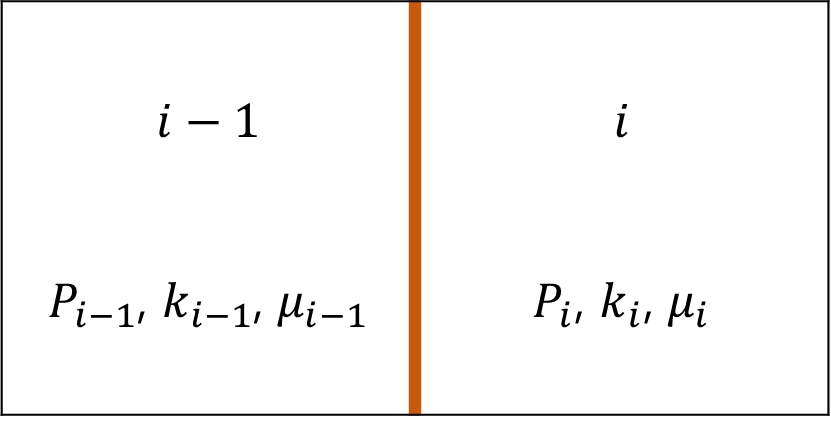 i − 1
i
P_{i−1}, k_{i−1}, μ_{i−1}
P_i, k_i, μ_i